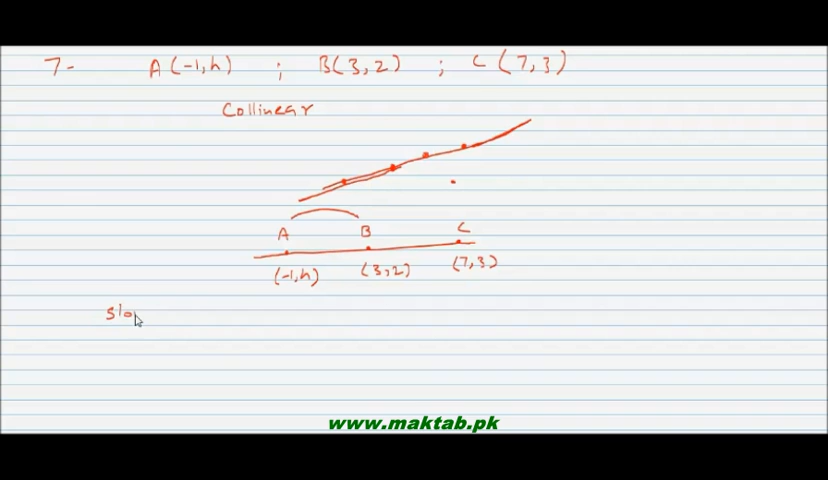 7- A(-1,h) ; B(3,2) ; C(7,3)
Collinear
A B C
(-1,h) (3,2) (7,3)
Slo
www.maktab.pk